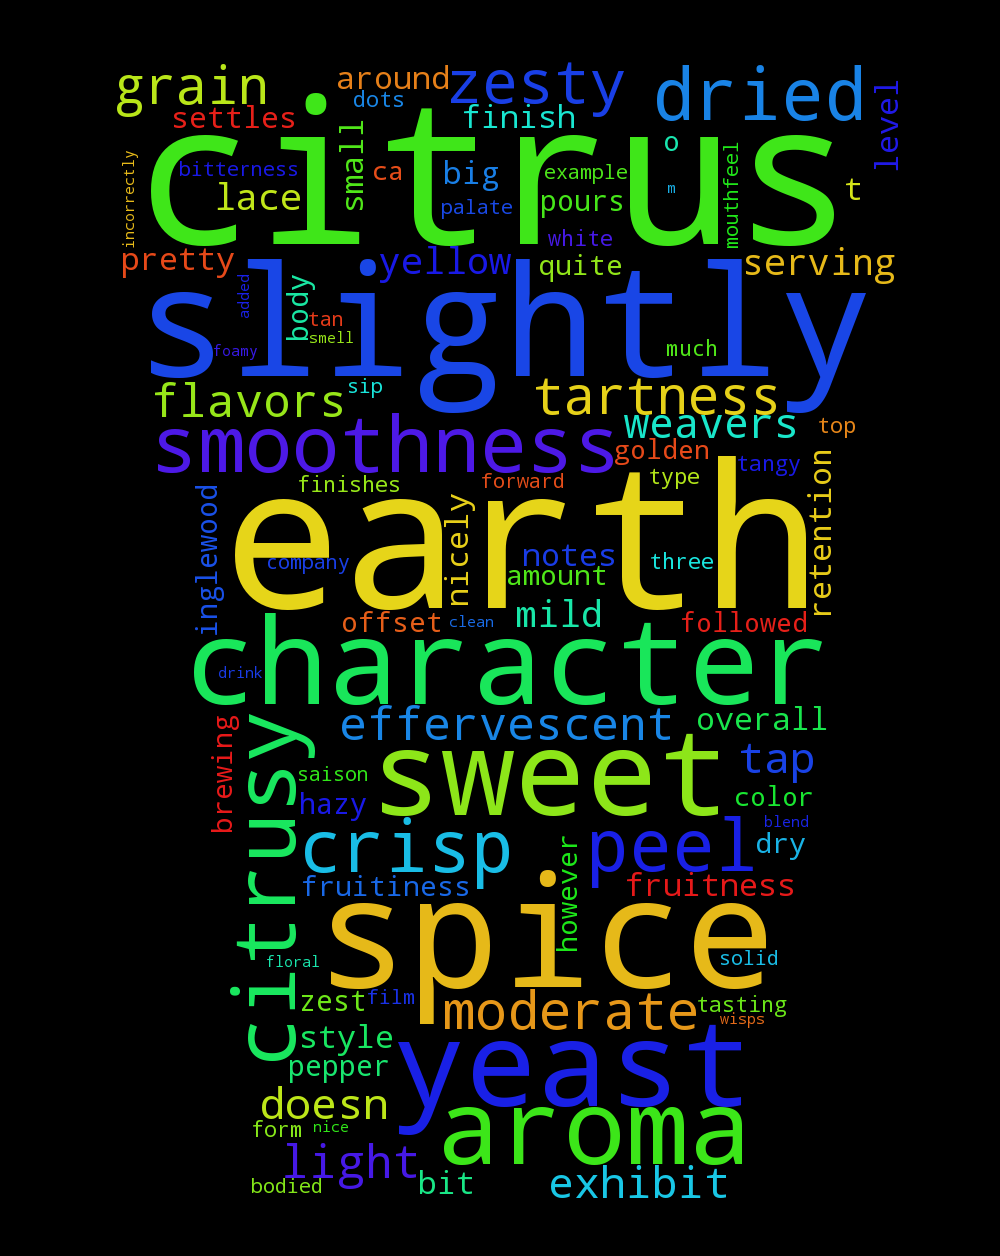 grain
around
zesty
dried
level
settles
dots
finish
citrus
small
o
incorrectly
bitterness
ca
big
example
mouthfeel
m
t
lace
palate
pours
white
pretty
yellow
quite
serving
slightly
added
body
tan
smell
foamy
much
flavors
sip
tartness
smoothness
weavers
top
golden
tangy
finishes
forward
type
retention
earth
inglewood
nicely
company
notes
three
amount
offset
clean
mild
followed
character
drink
effervescent
overall
brewing
citrusy
sweet
tap
saison
hazy
color
crisp
peel
blend
dry
fruitiness
however
fruitness
spice
floral
solid
zest
film
moderate
tasting
wisps
style
pepper
yeast
doesn
form
nice
aroma
light
bodied
bit
exhibit